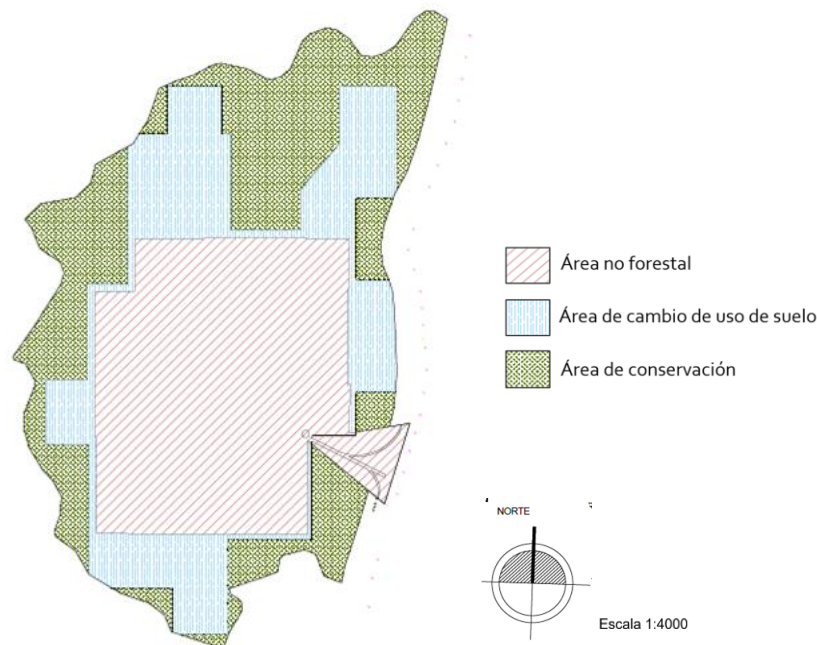 Área no forestal
Área de cambio de uso de suelo
Área de conservación
NORTE
Escala 1:4000